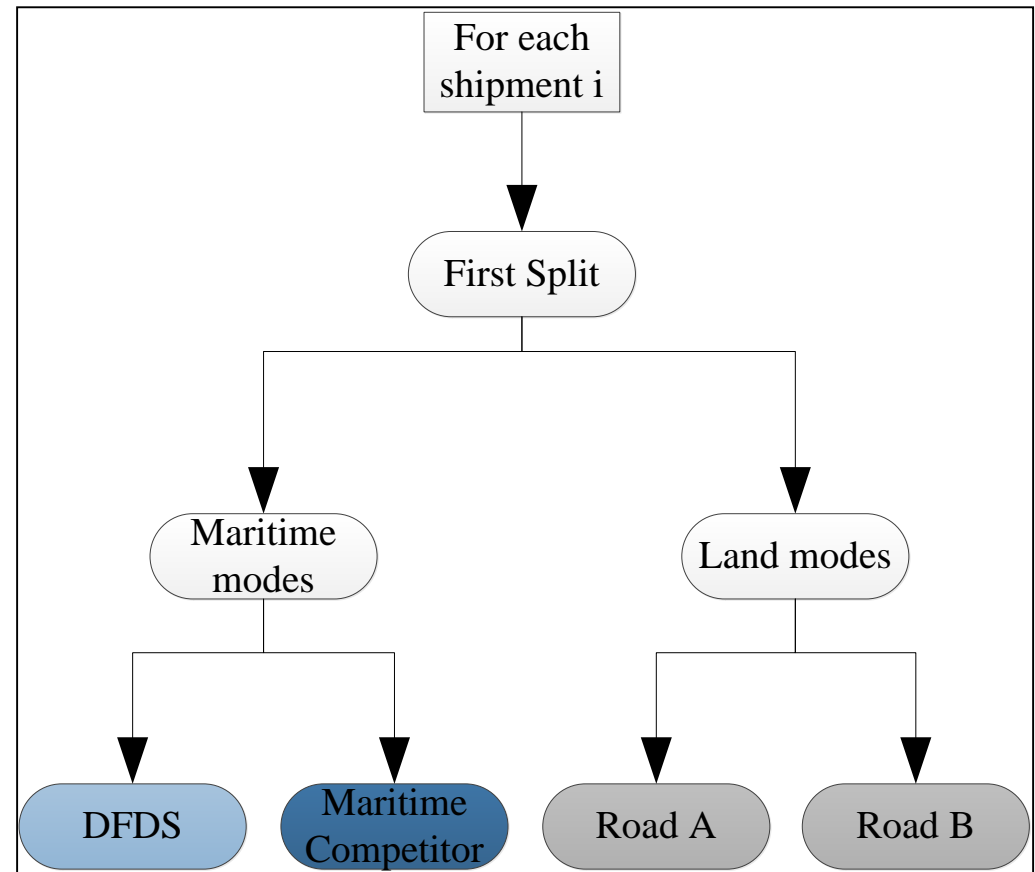 For each
shipment i
First Split
Maritime
modes
Land modes
DFDS
Maritime
Competitor
Road A
Road B